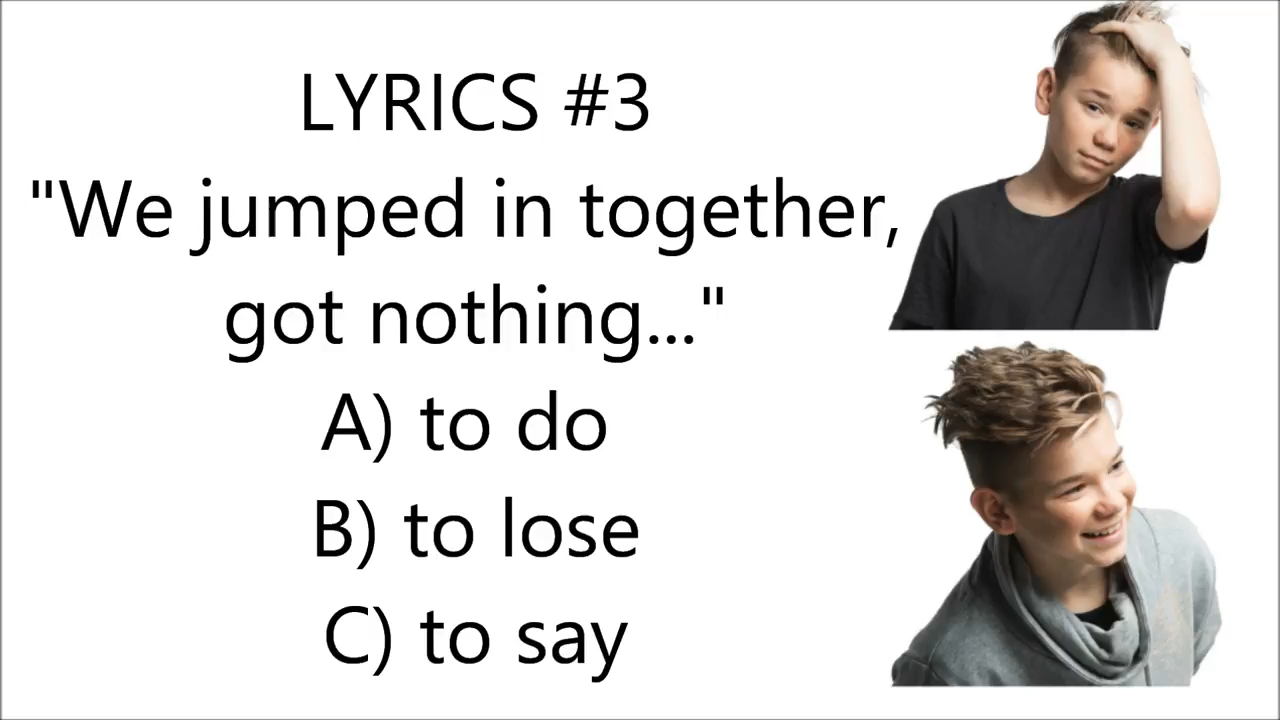 LYRICS #3
"We jumped in together,
got nothing..."
A) to do
B) to lose
C) to say